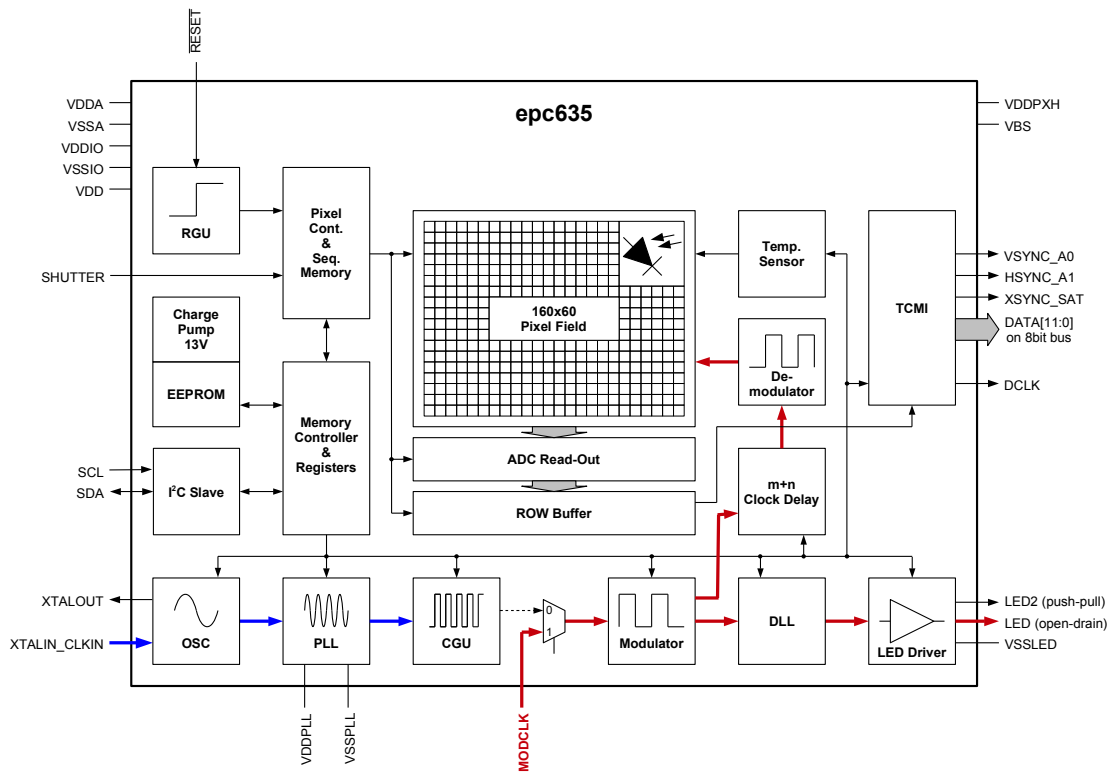 RESET
epc635
VDDA
VSSA
VDDIO
VSSIO
VDD
VDDPXH
VBS
RGU
Pixel
Cont.
&
Seq.
Memory
SHUTTER
160x60
Pixel Field
Temp.
Sensor
TCMI
VSYNC_A0
HSYNC_A1
XSYNC_SAT
DATA[11:0]
on 8bit bus
DCLK
Charge
Pump
13V
EEPROM
Memory
Controller
&
Registers
De-
modulator
SCL
SDA
I²C Slave
ADC Read-Out
ROW Buffer
m+n
Clock Delay
XTALOUT
XTALIN_CLKIN
OSC
PLL
CGU
0
1
Modulator
DLL
LED Driver
LED2 (push-pull)
LED (open-drain)
VSSLED
VDDPLL
VSSPLL
MODCLK